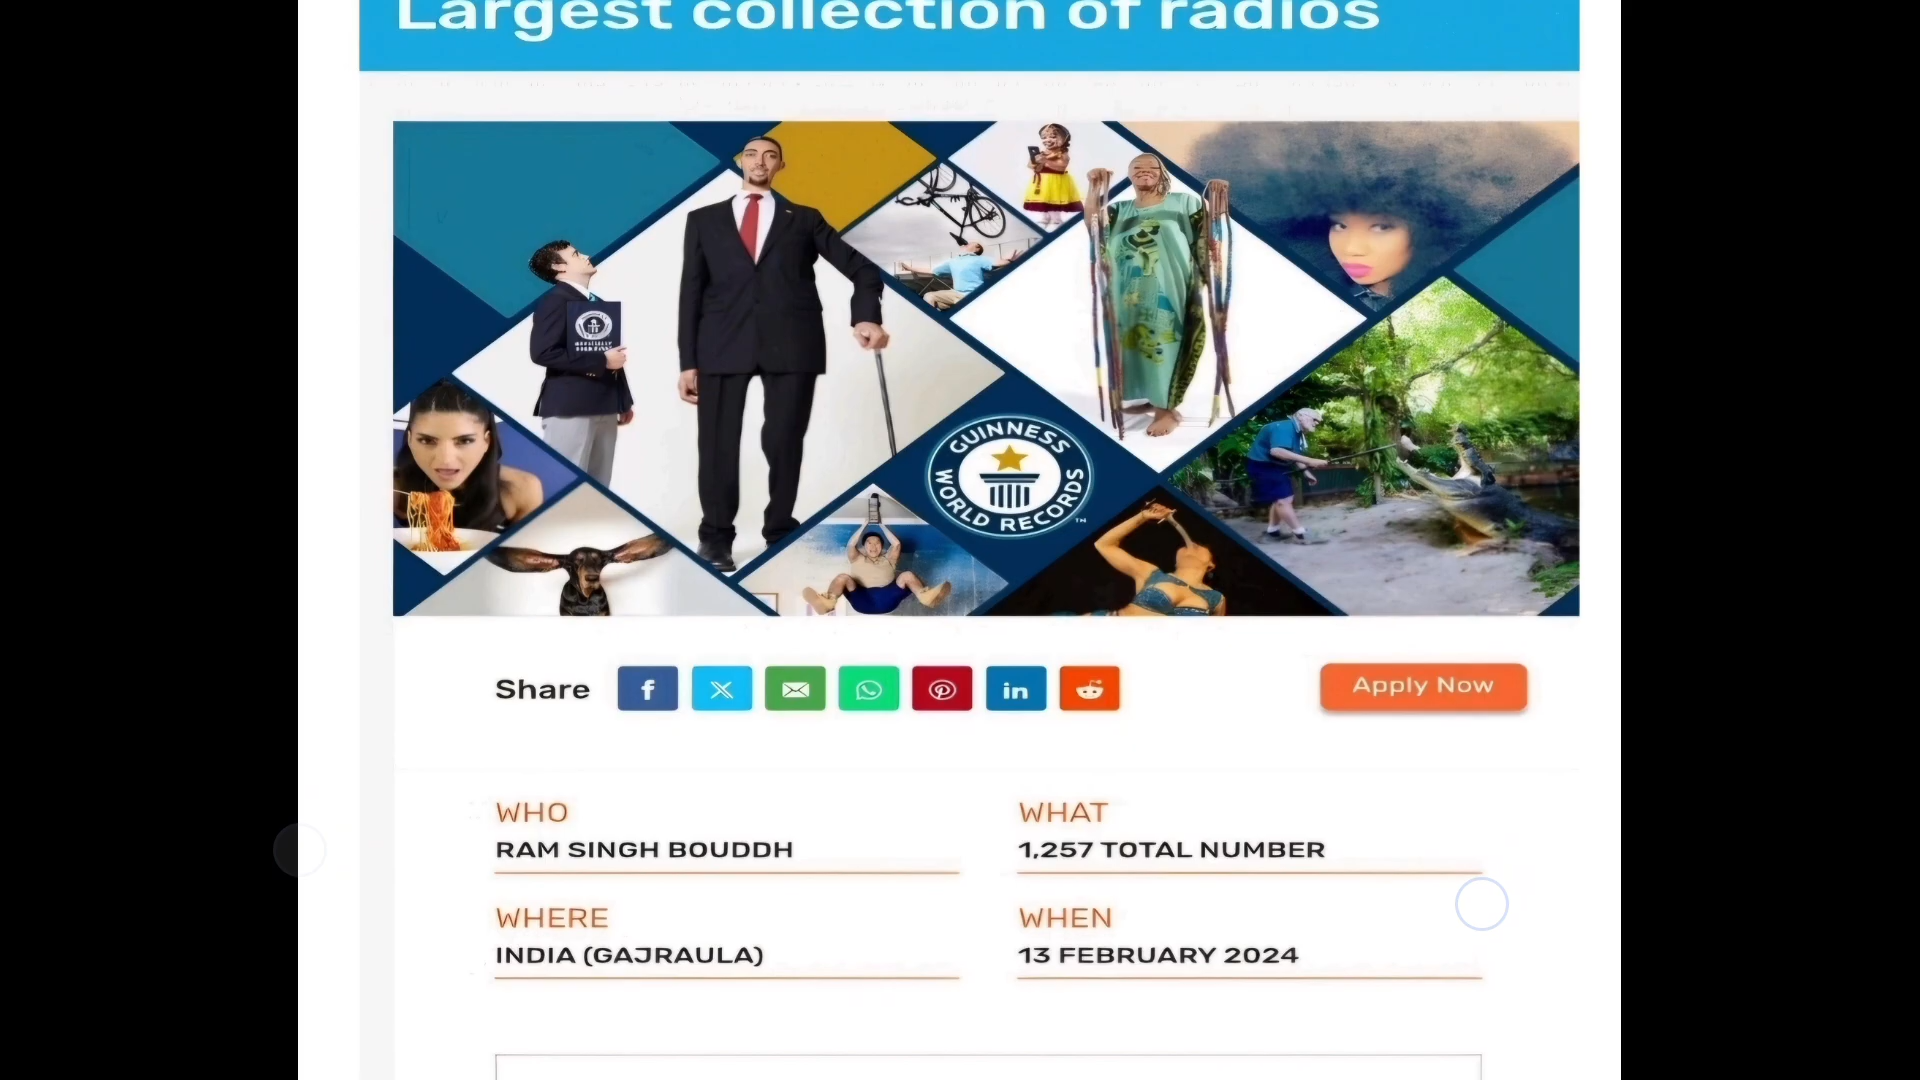 Largest collection of radios
GUINNESS
WORLD RECORDS™
Share
Apply Now
WHO
RAM SINGH BOUDDH
WHAT
1,257 TOTAL NUMBER
WHERE
INDIA (GAJRAULA)
WHEN
13 FEBRUARY 2024